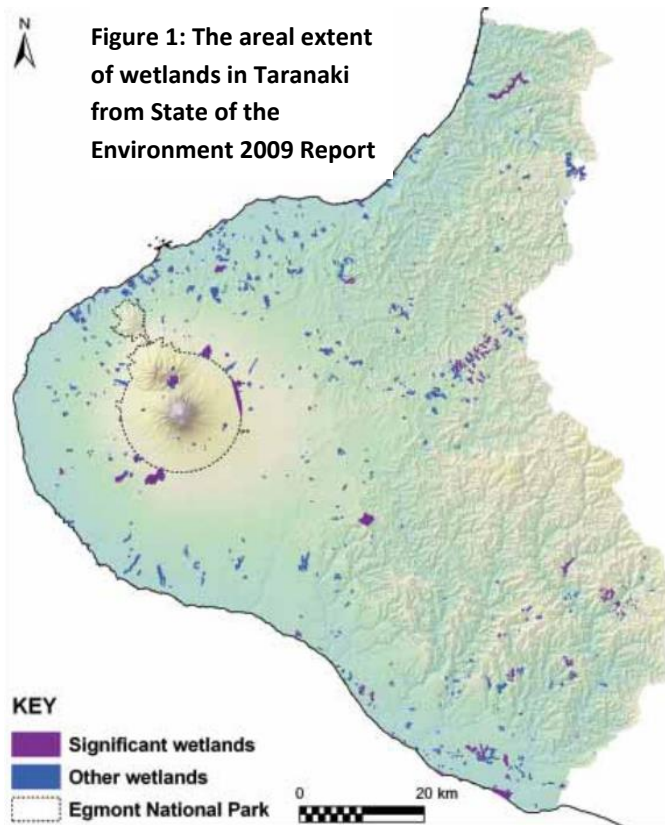 N
Figure 1: The areal extent
of wetlands in Taranaki
from State of the
Environment 2009 Report
KEY
Significant wetlands
Other wetlands
Egmont National Park
0 20 km